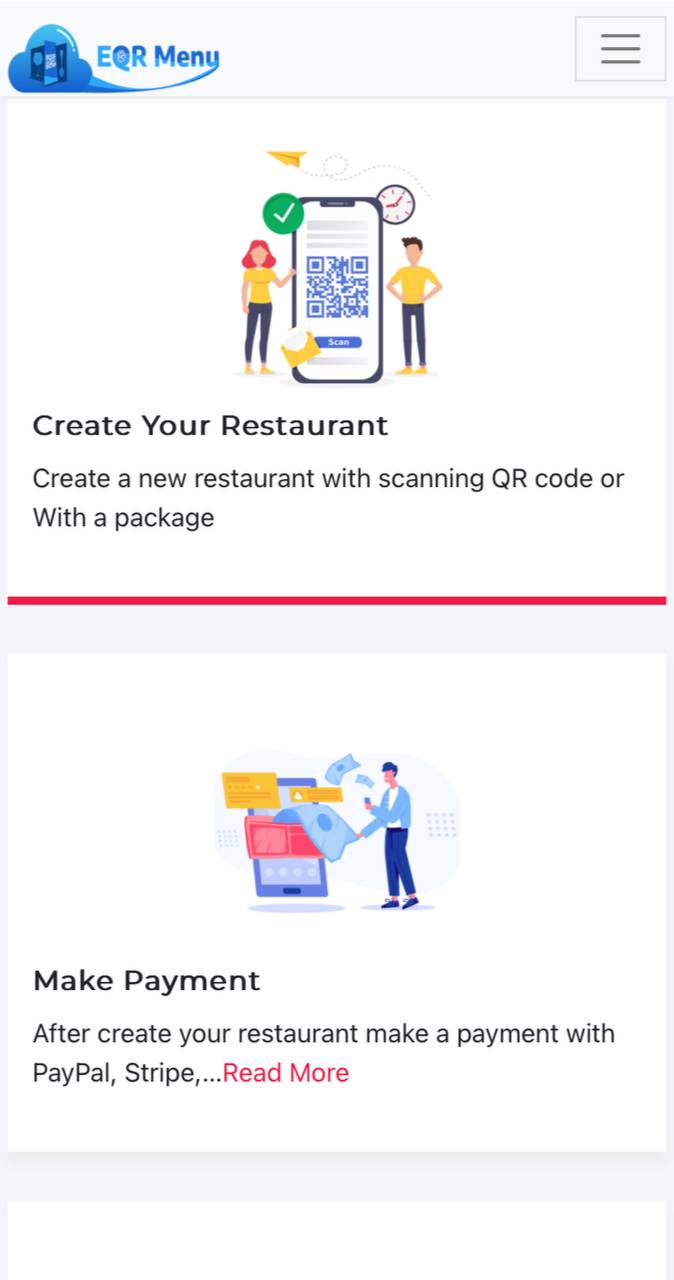 EQR Menu
Scan
Create Your Restaurant
Create a new restaurant with scanning QR code or
With a package
Make Payment
After create your restaurant make a payment with
PayPal, Stripe,...Read More